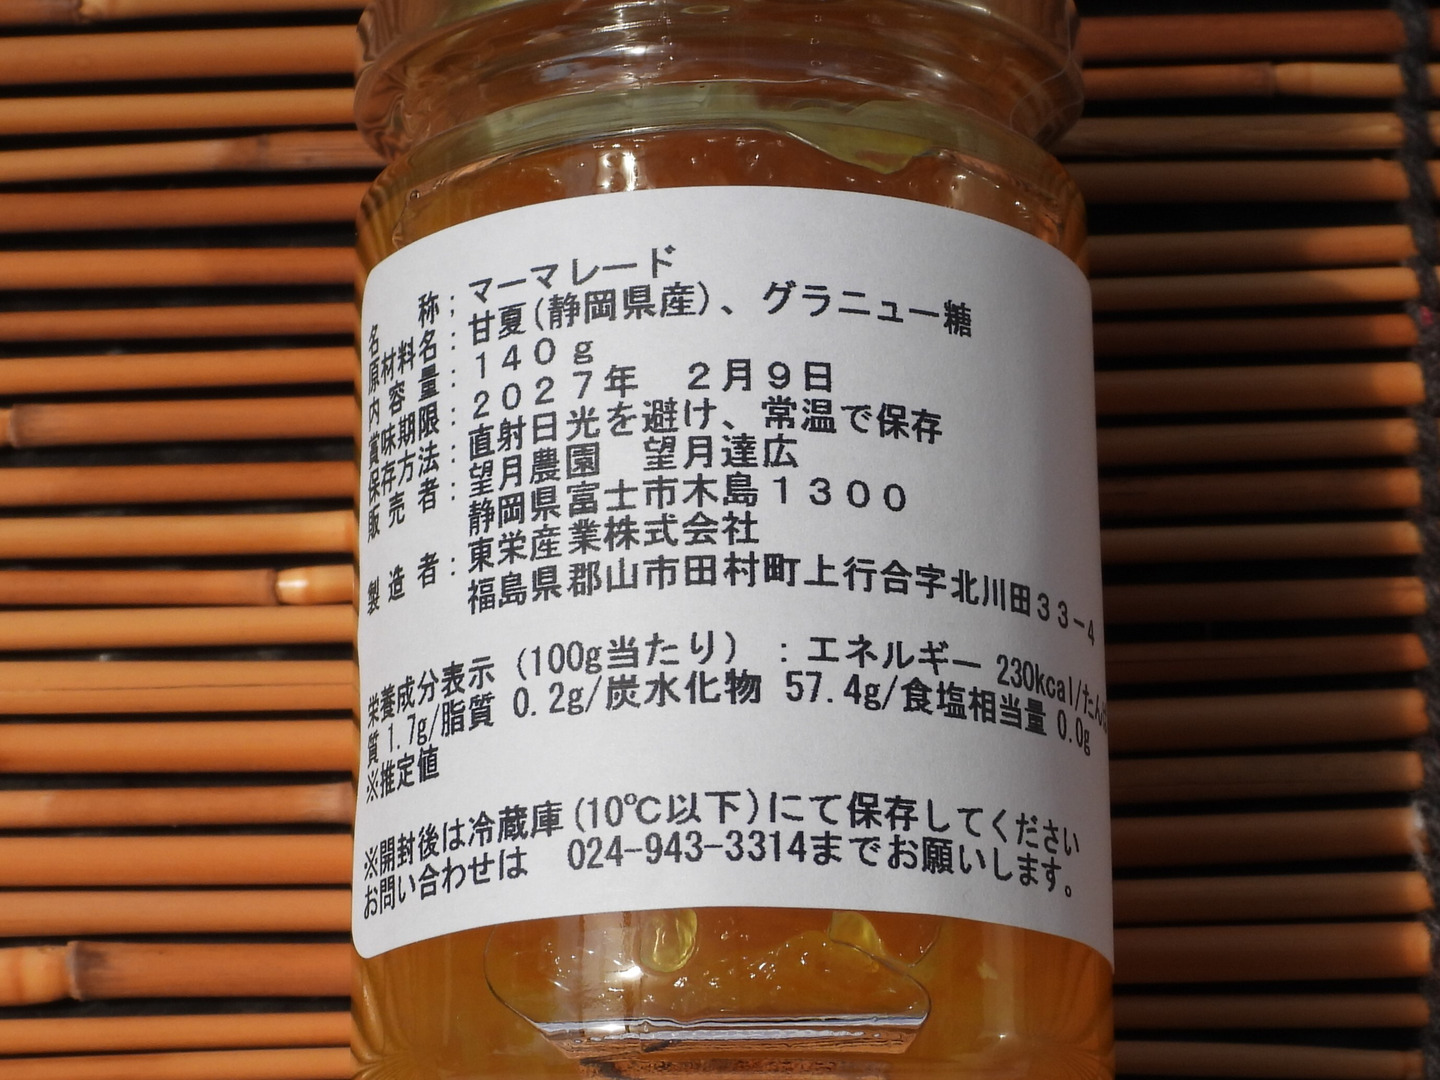 名　　称：マーマレード
原材料名：甘夏(静岡県産)、グラニュー糖
内　容　量：１４０ｇ
賞味期限：２０２７年　２月９日
保存方法：直射日光を避け、常温で保存
販　売　者：望月農園　望月達広
静岡県富士市木島１３００
製　造　者：東栄産業株式会社
福島県郡山市田村町上行合字北川田３３－４
栄養成分表示（100g当たり）：エネルギー 230kcal/たんぱく
質 1.7g/脂質 0.2g/炭水化物 57.4g/食塩相当量 0.0g
※推定値
※開封後は冷蔵庫(10℃以下)にて保存してください
お問い合わせは　024-943-3314までお願いします。